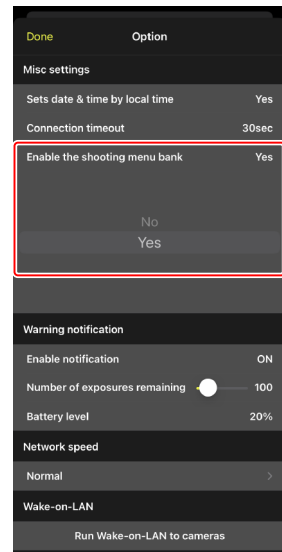 Done Option
Misc settings
Sets date & time by local time Yes
Connection timeout 30sec
Enable the shooting menu bank Yes
No
Yes
Warning notification
Enable notification ON
Number of exposures remaining 100
Battery level 20%
Network speed
Normal
Wake-on-LAN
Run Wake-on-LAN to cameras